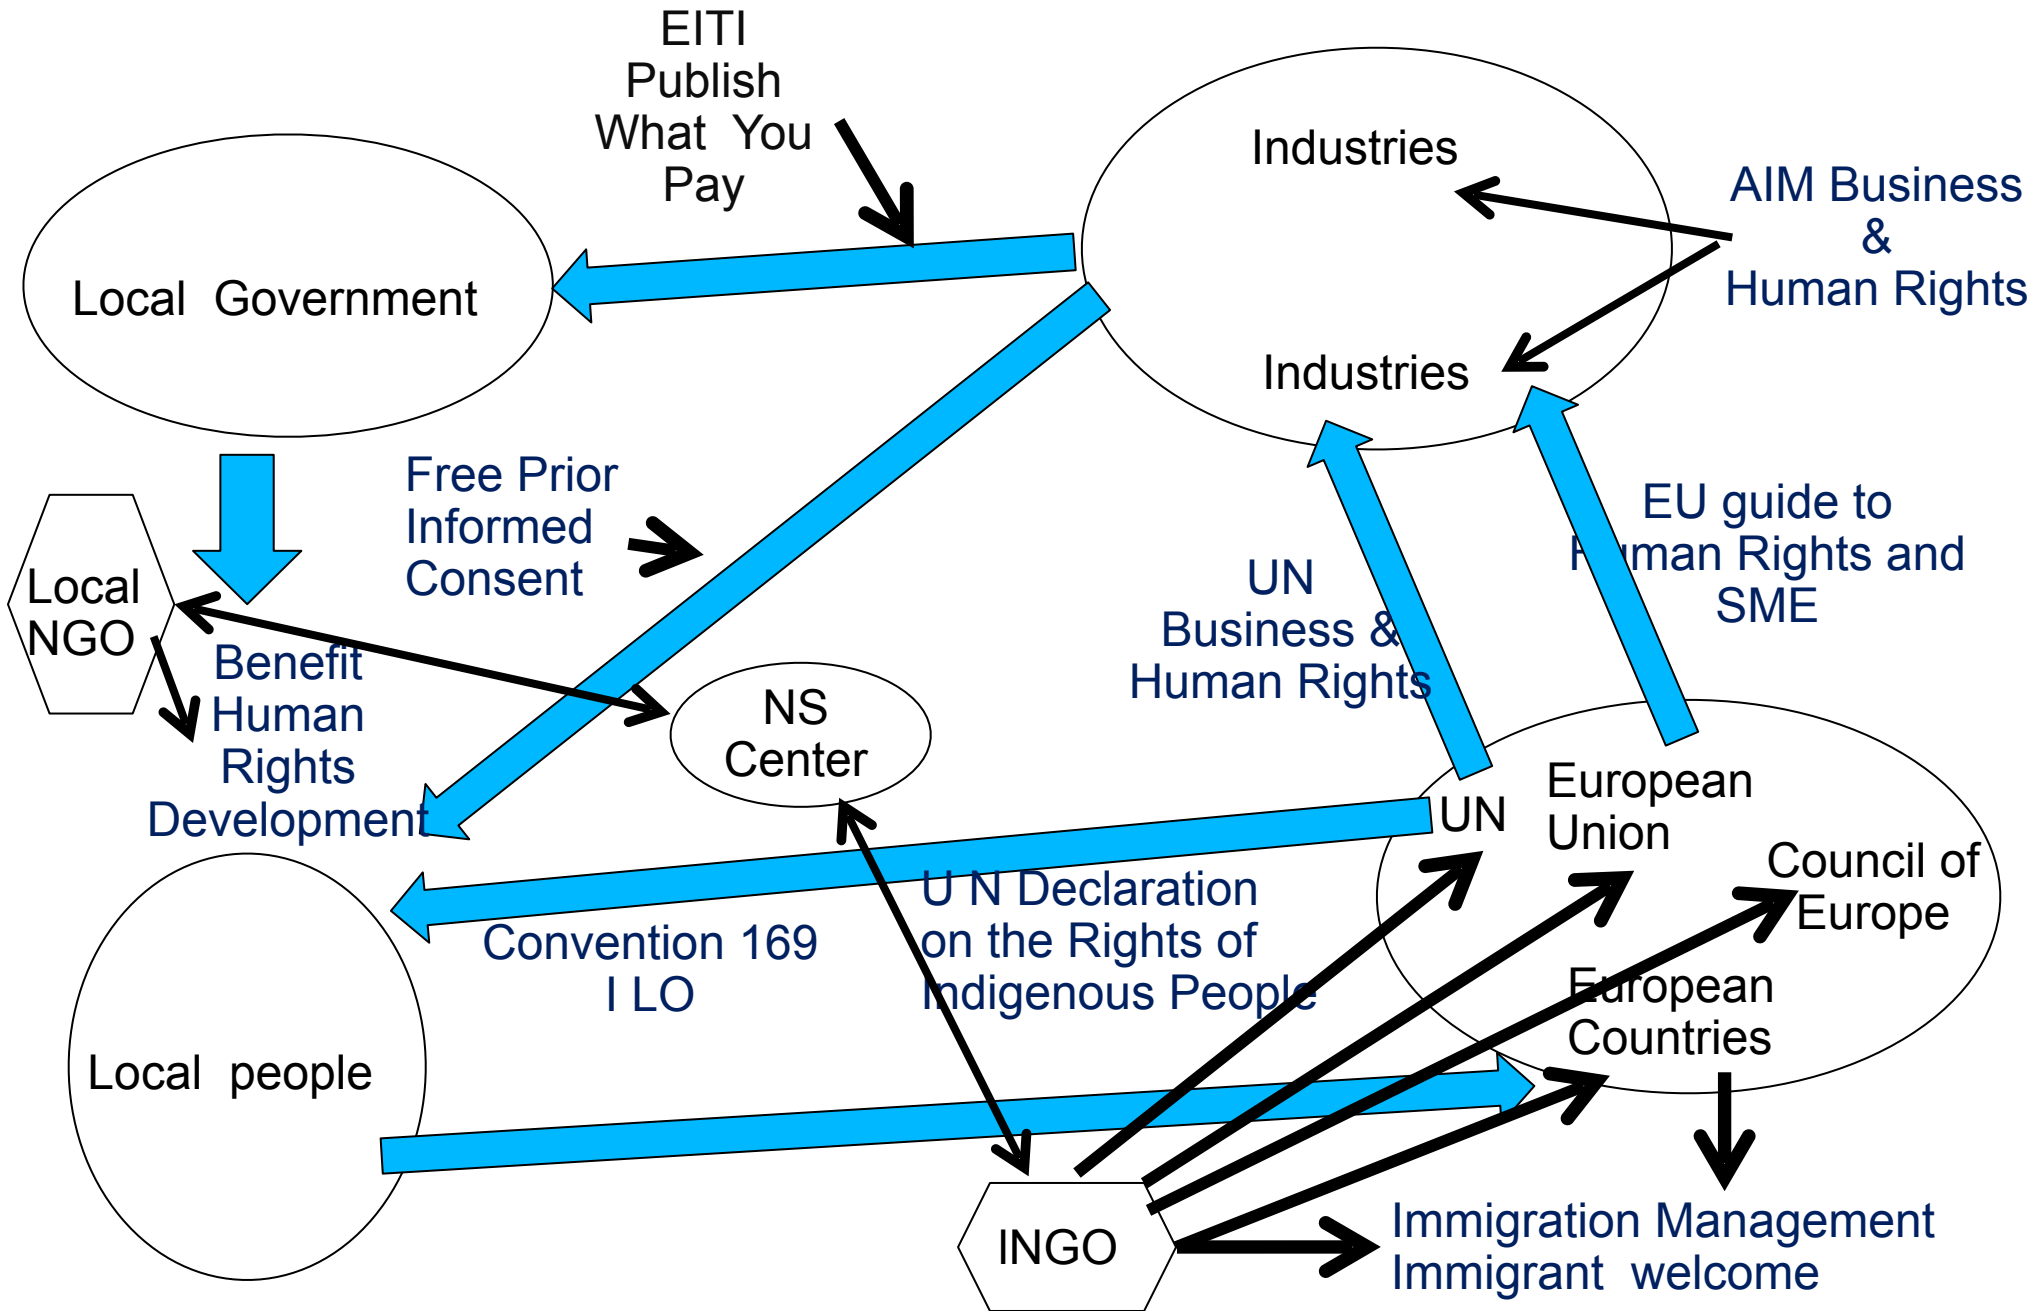 EITI
Publish
What You
Pay
Industries
AIM Business
&
Human Rights
Local Government
Industries
Free Prior
Informed
Consent
EU guide to
Human Rights and
SME
UN
Business &
Human Rights
Local
NGO
Benefit
Human
Rights
Development
NS
Center
UN
European
Union
Council of
Europe
European
Countries
U N Declaration
on the Rights of
Indigenous People
Convention 169
I LO
Local people
INGO
Immigration Management
Immigrant welcome